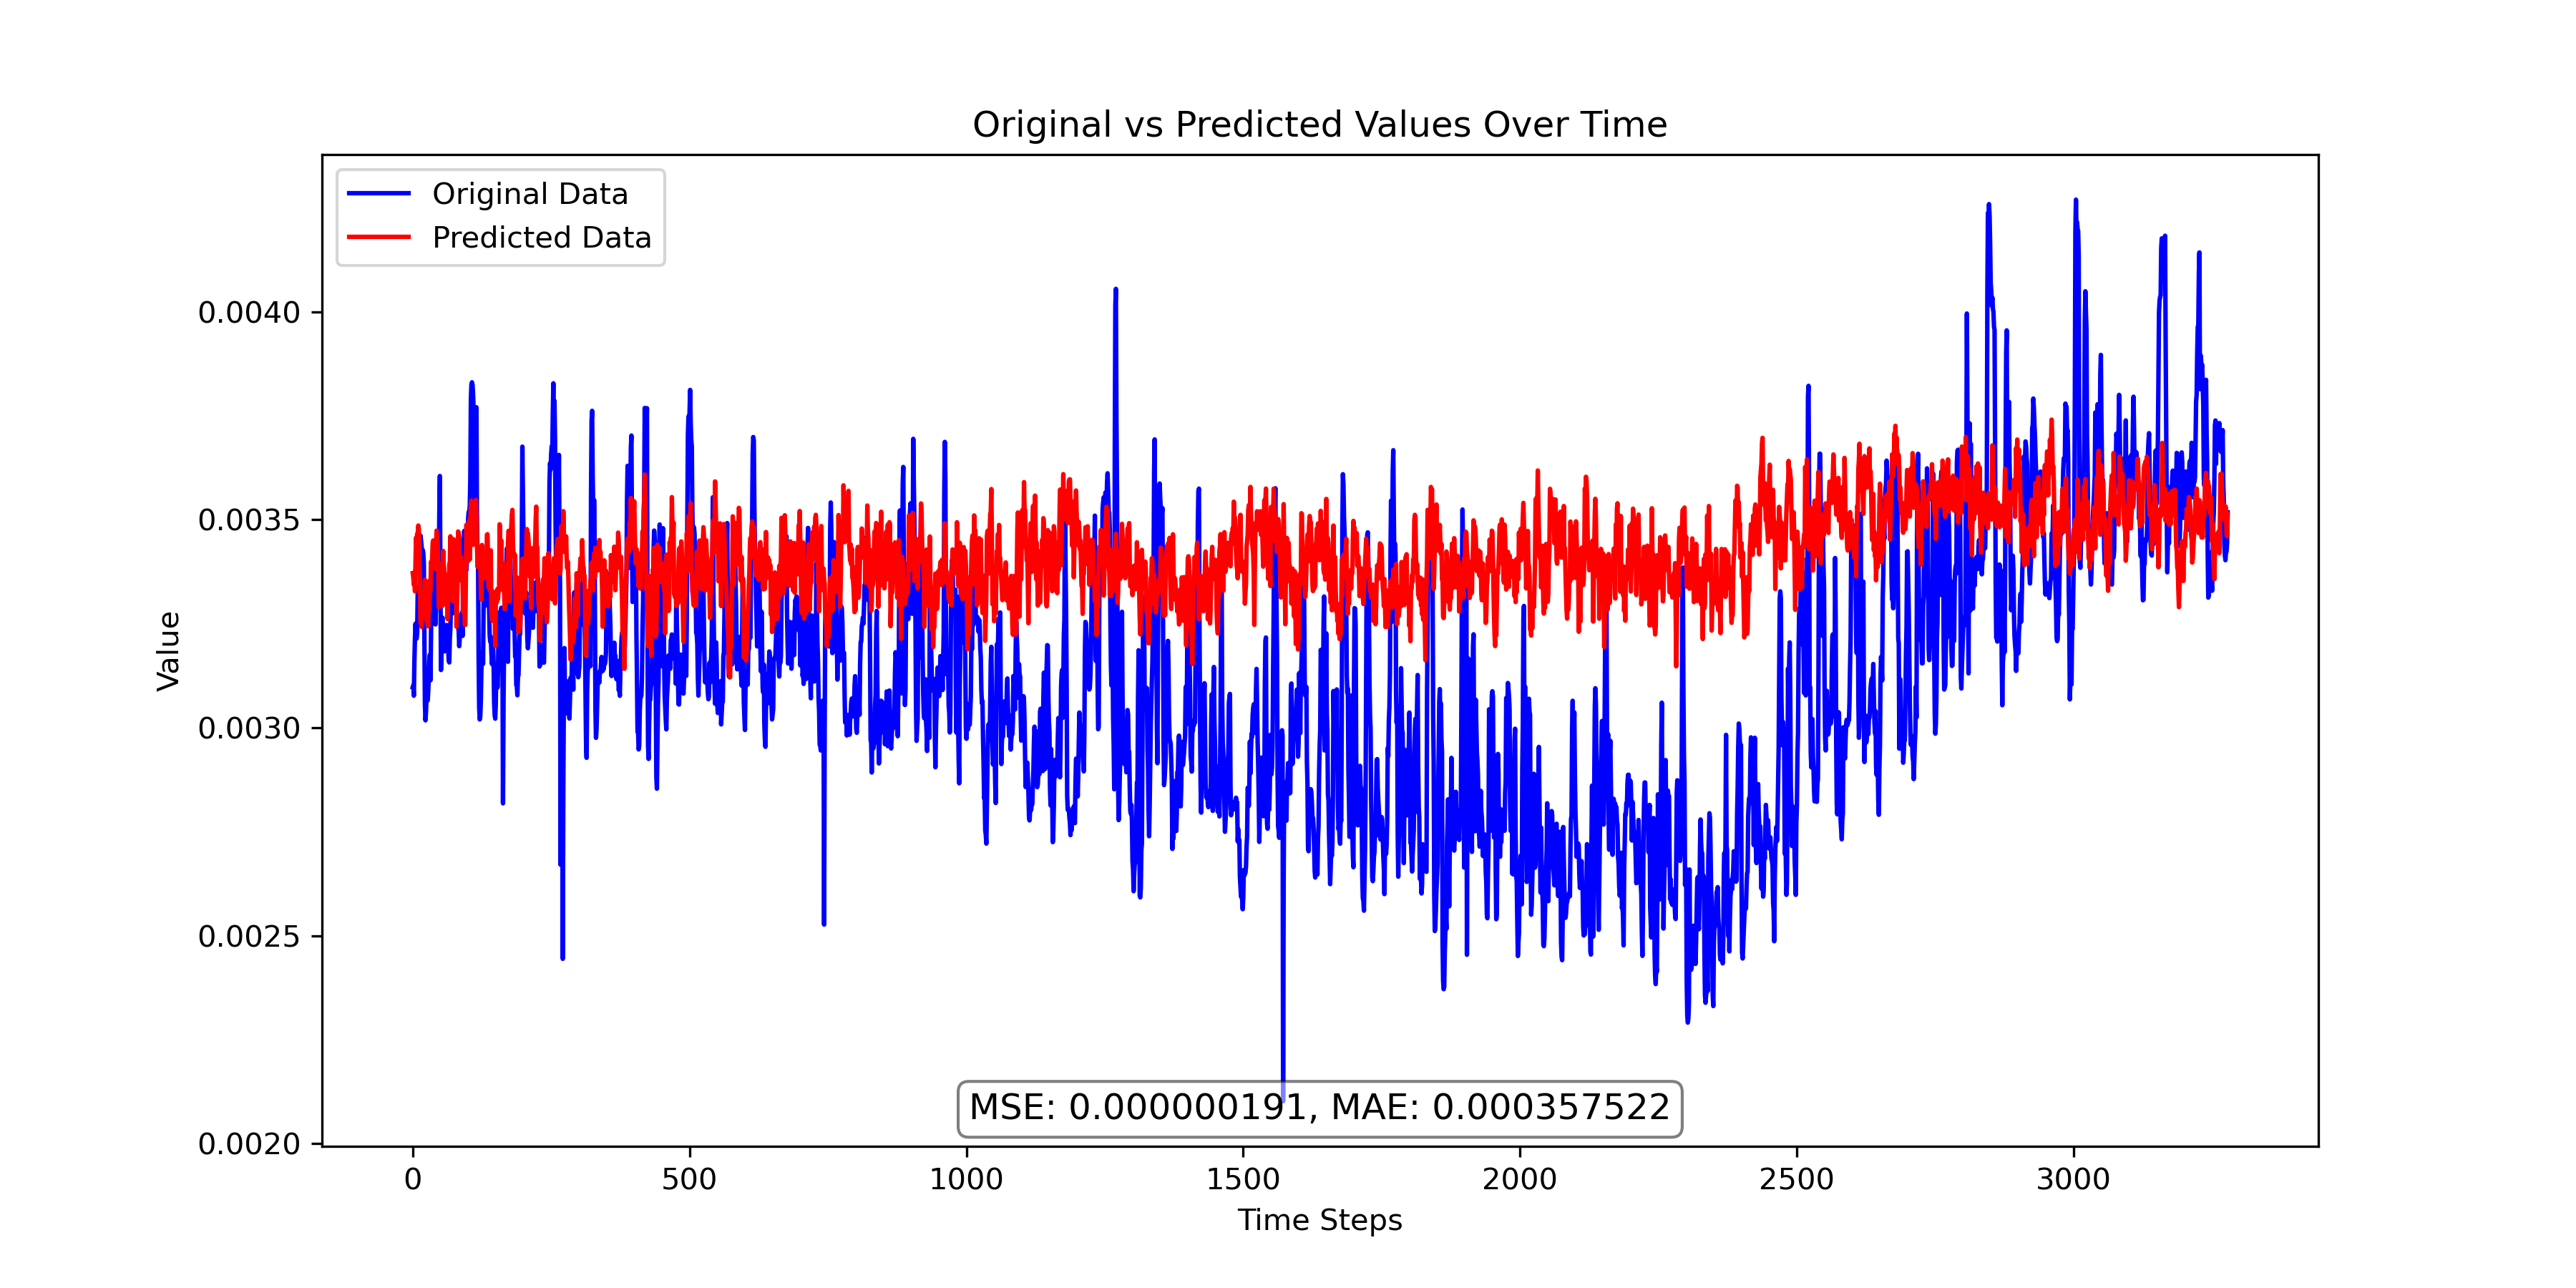 Original vs Predicted Values Over Time
Original Data
Predicted Data
0.0040
0.0035
0.0030
0.0025
0.0020
Value
MSE: 0.000000191, MAE: 0.000357522
0 500 1000 1500 2000 2500 3000
Time Steps